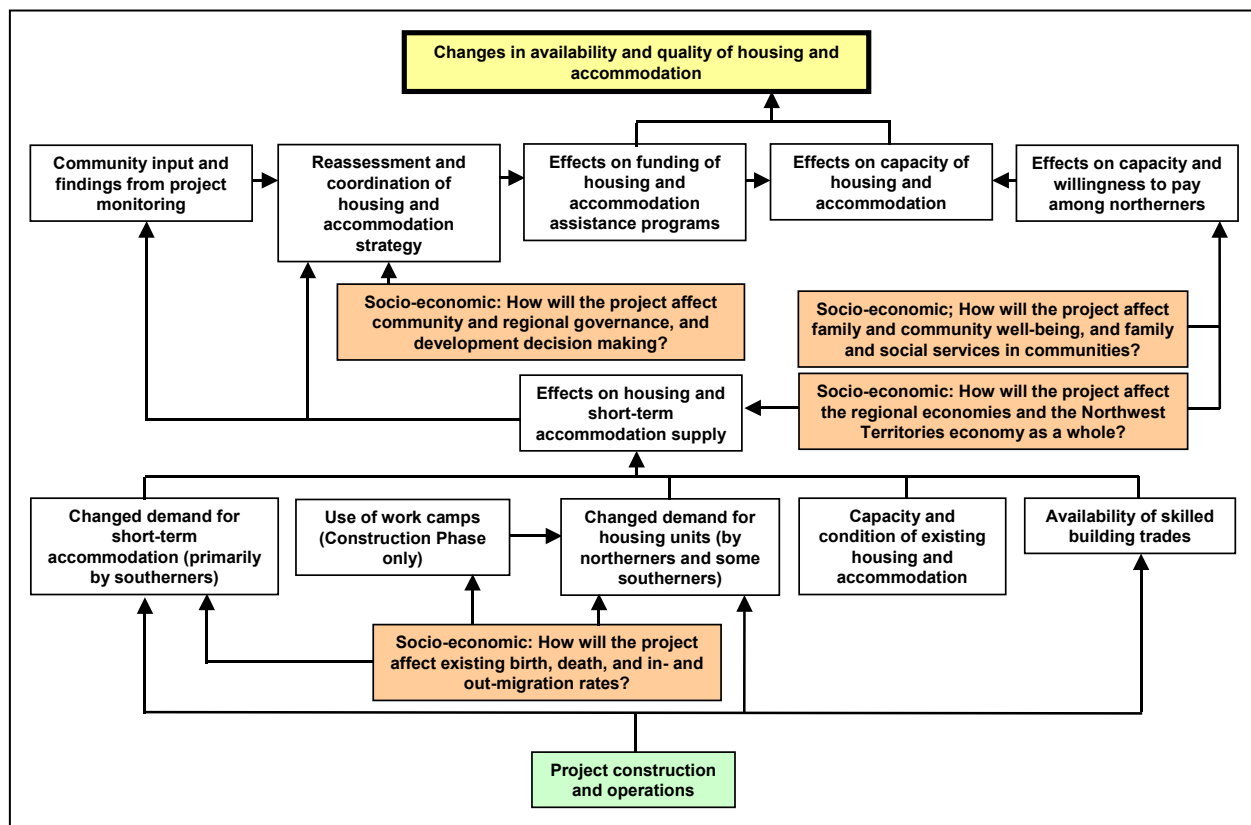 Changes in availability and quality of housing and
accommodation
Community input and
findings from project
monitoring
Reassessment and
coordination of
housing and
accommodation
strategy
Effects on funding of
housing and
accommodation
assistance programs
Effects on capacity of
housing and
accommodation
Effects on capacity and
willingness to pay
among northerners
Socio-economic: How will the project affect
community and regional governance, and
development decision making?
Socio-economic; How will the project affect
family and community well-being, and family
and social services in communities?
Effects on housing and
short-term
accommodation supply
Socio-economic: How will the project affect
the regional economies and the Northwest
Territories economy as a whole?
Changed demand for
short-term
accommodation (primarily
by southerners)
Use of work camps
(Construction Phase
only)
Changed demand for
housing units (by
northerners and some
southerners)
Capacity and
condition of existing
housing and
accommodation
Availability of skilled
building trades
Socio-economic: How will the project
affect existing birth, death, and in- and
out-migration rates?
Project construction
and operations